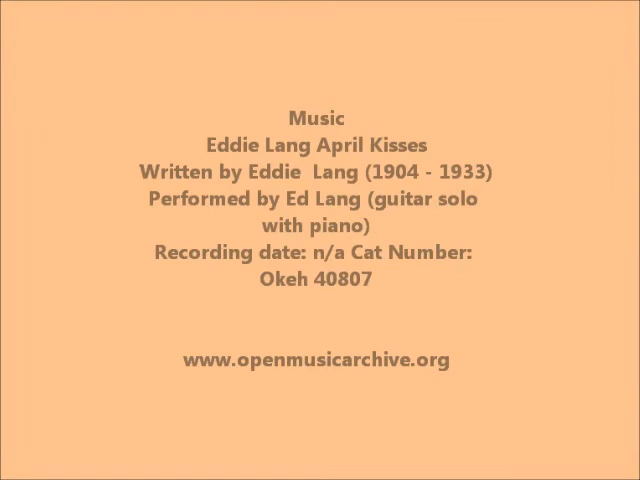 Music
Eddie Lang April Kisses
Written by Eddie  Lang (1904 - 1933)
Performed by Ed Lang (guitar solo
with piano)
Recording date: n/a Cat Number:
Okeh 40807
www.openmusicarchive.org